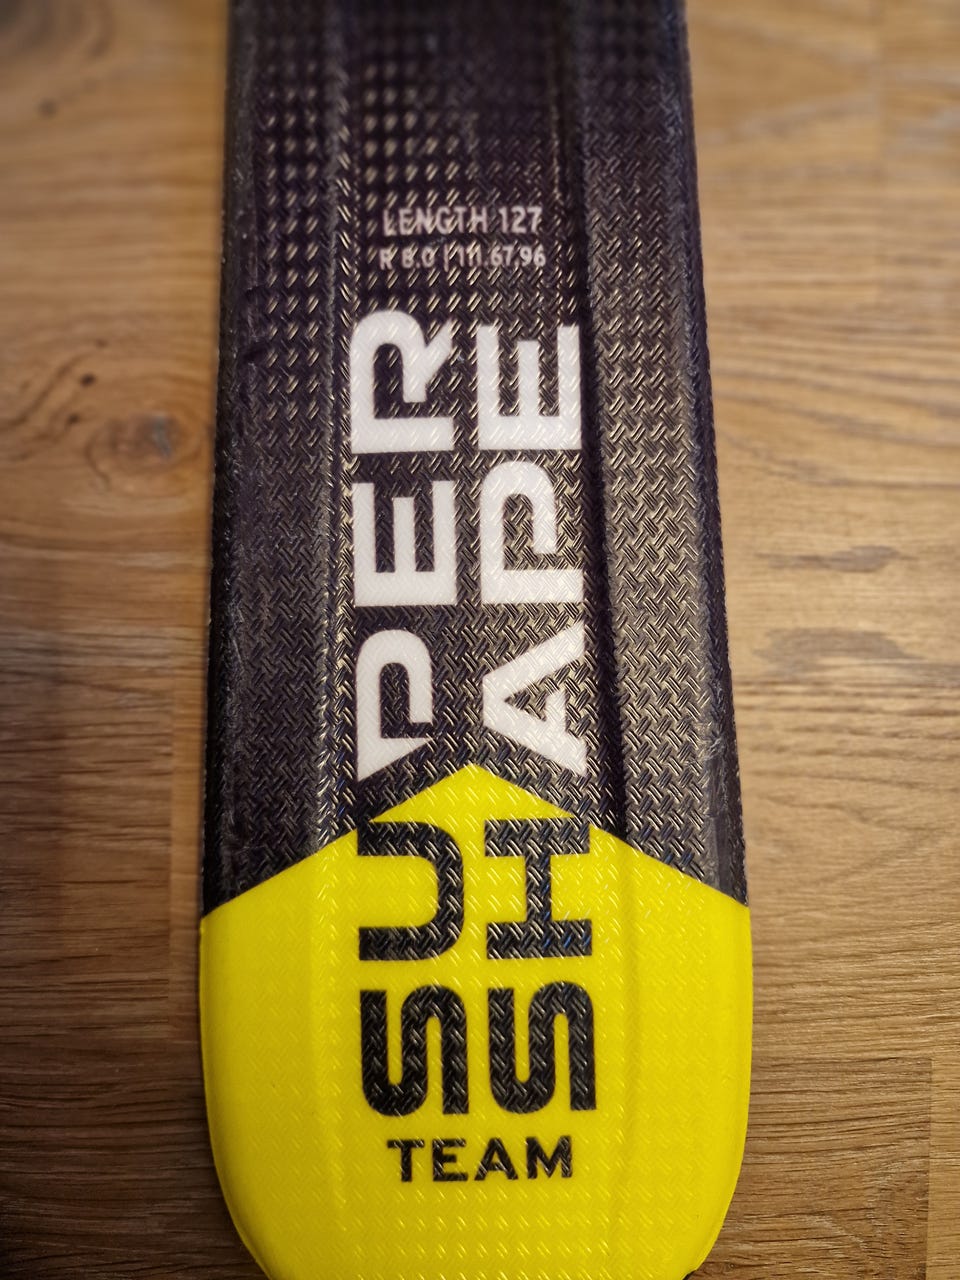 LENGTH 127
R 8.0 | 111.67.96
SUPER
SHAPE
TEAM